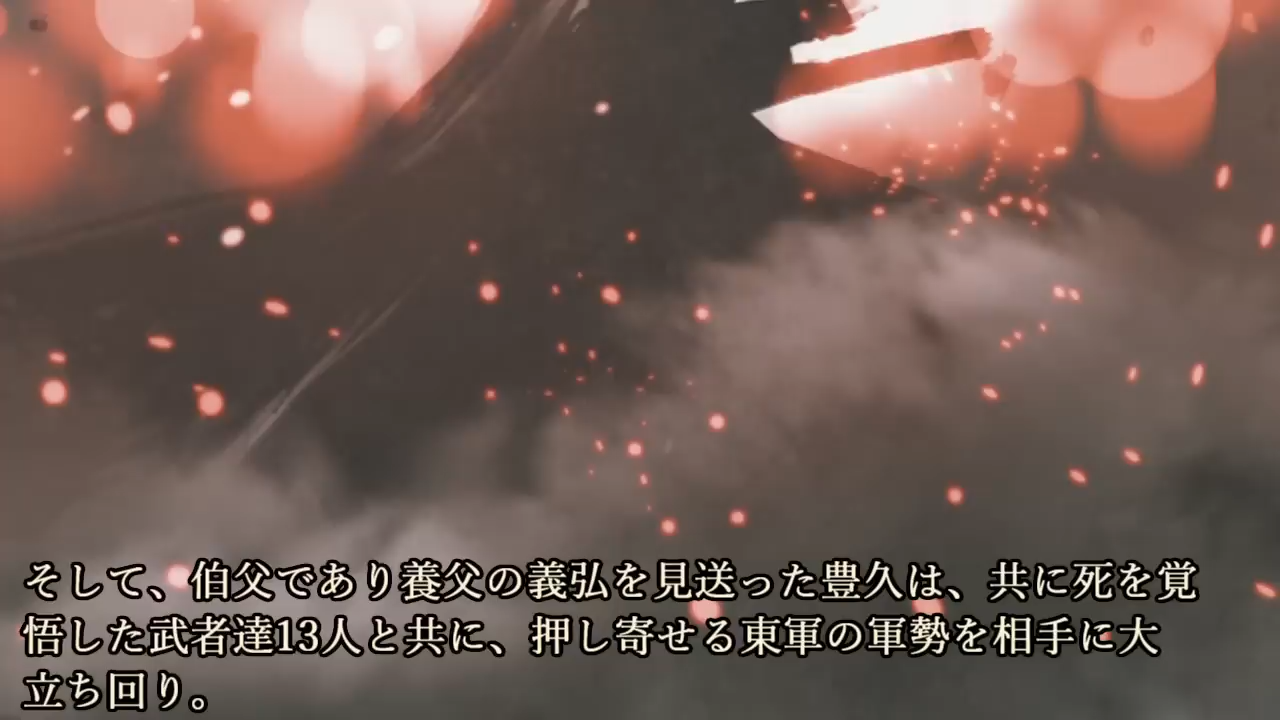 そして、伯父であり養父の義弘を見送った豊久は、共に死を覚
悟した武者達13人と共に、押し寄せる東軍の軍勢を相手に大
立ち回り。